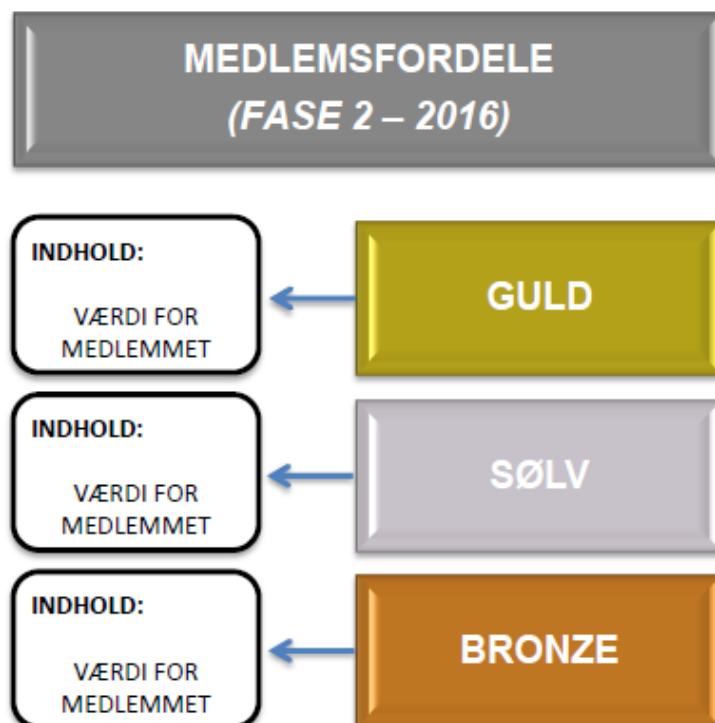 MEDLEMSFORDELE
(FASE 2 – 2016)
INDHOLD:
VÆRDI FOR
MEDLEMMET
GULD
INDHOLD:
VÆRDI FOR
MEDLEMMET
SØLV
INDHOLD:
VÆRDI FOR
MEDLEMMET
BRONZE